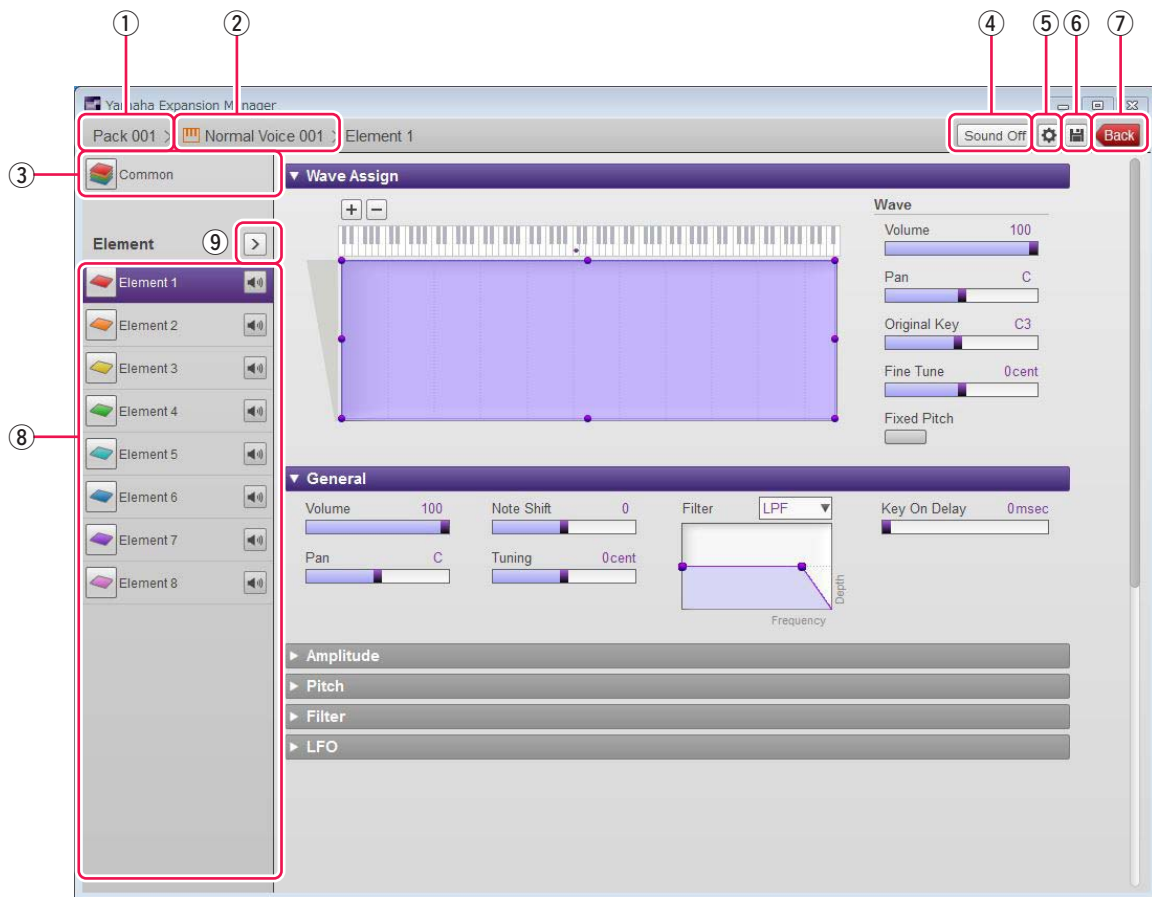 ① ② ④ ⑤ ⑥ ⑦
Yamaha Expansion Manager
Pack 001 > Normal Voice 001 > Element 1 Sound Off Back
③ Common
Wave Assign
+ − Wave
Volume 100
Element ⑨ >
Pan C
Element 1
Element 2
Original Key C3
Element 3
Fine Tune 0cent
Element 4
Fixed Pitch
⑧ Element 5
General
Element 6
Volume 100 Note Shift 0 Filter LPF Key On Delay 0msec
Element 7
Pan C Tuning 0cent
Element 8
Depth
Frequency
Amplitude
Pitch
Filter
LFO